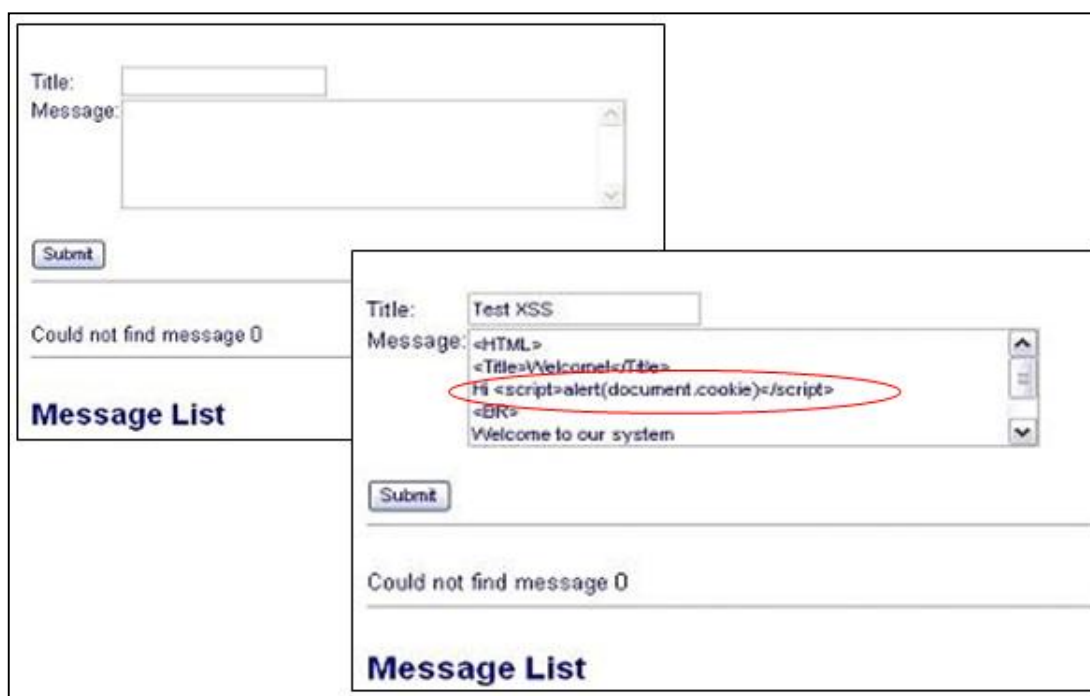 Title:
Message:
Submit
Could not find message 0
Message List
Title: Test XSS
Message: <HTML>
<Title>Welcome!</Title>
Hi <script>alert(document.cookie)</script>
<BR>
Welcome to our system
Submit
Could not find message 0
Message List